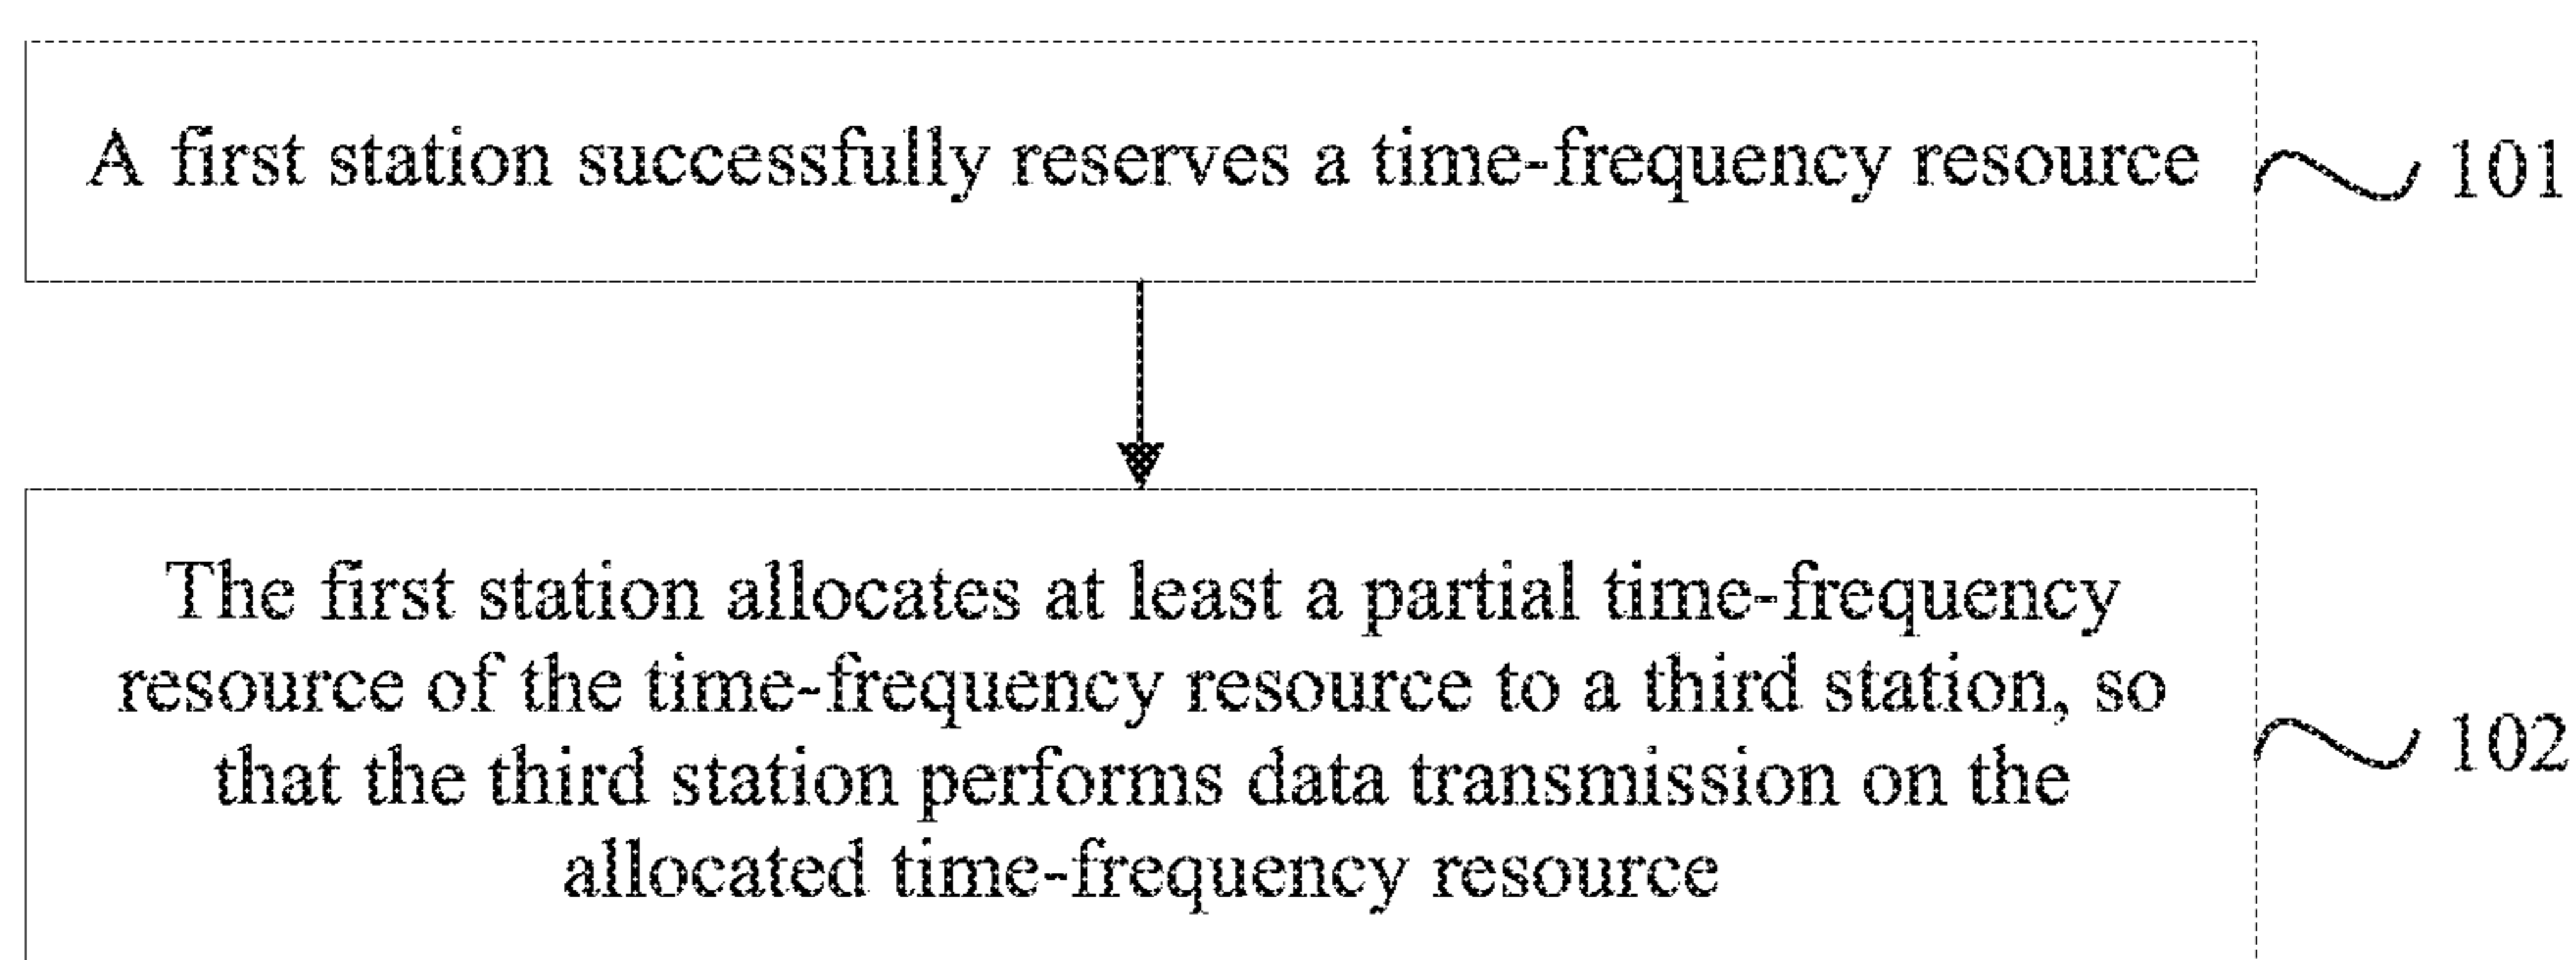 A first station successfully reserves a time-frequency resource
101
The first station allocates at least a partial time-frequency
resource of the time-frequency resource to a third station, so
that the third station performs data transmission on the
allocated time-frequency resource
102